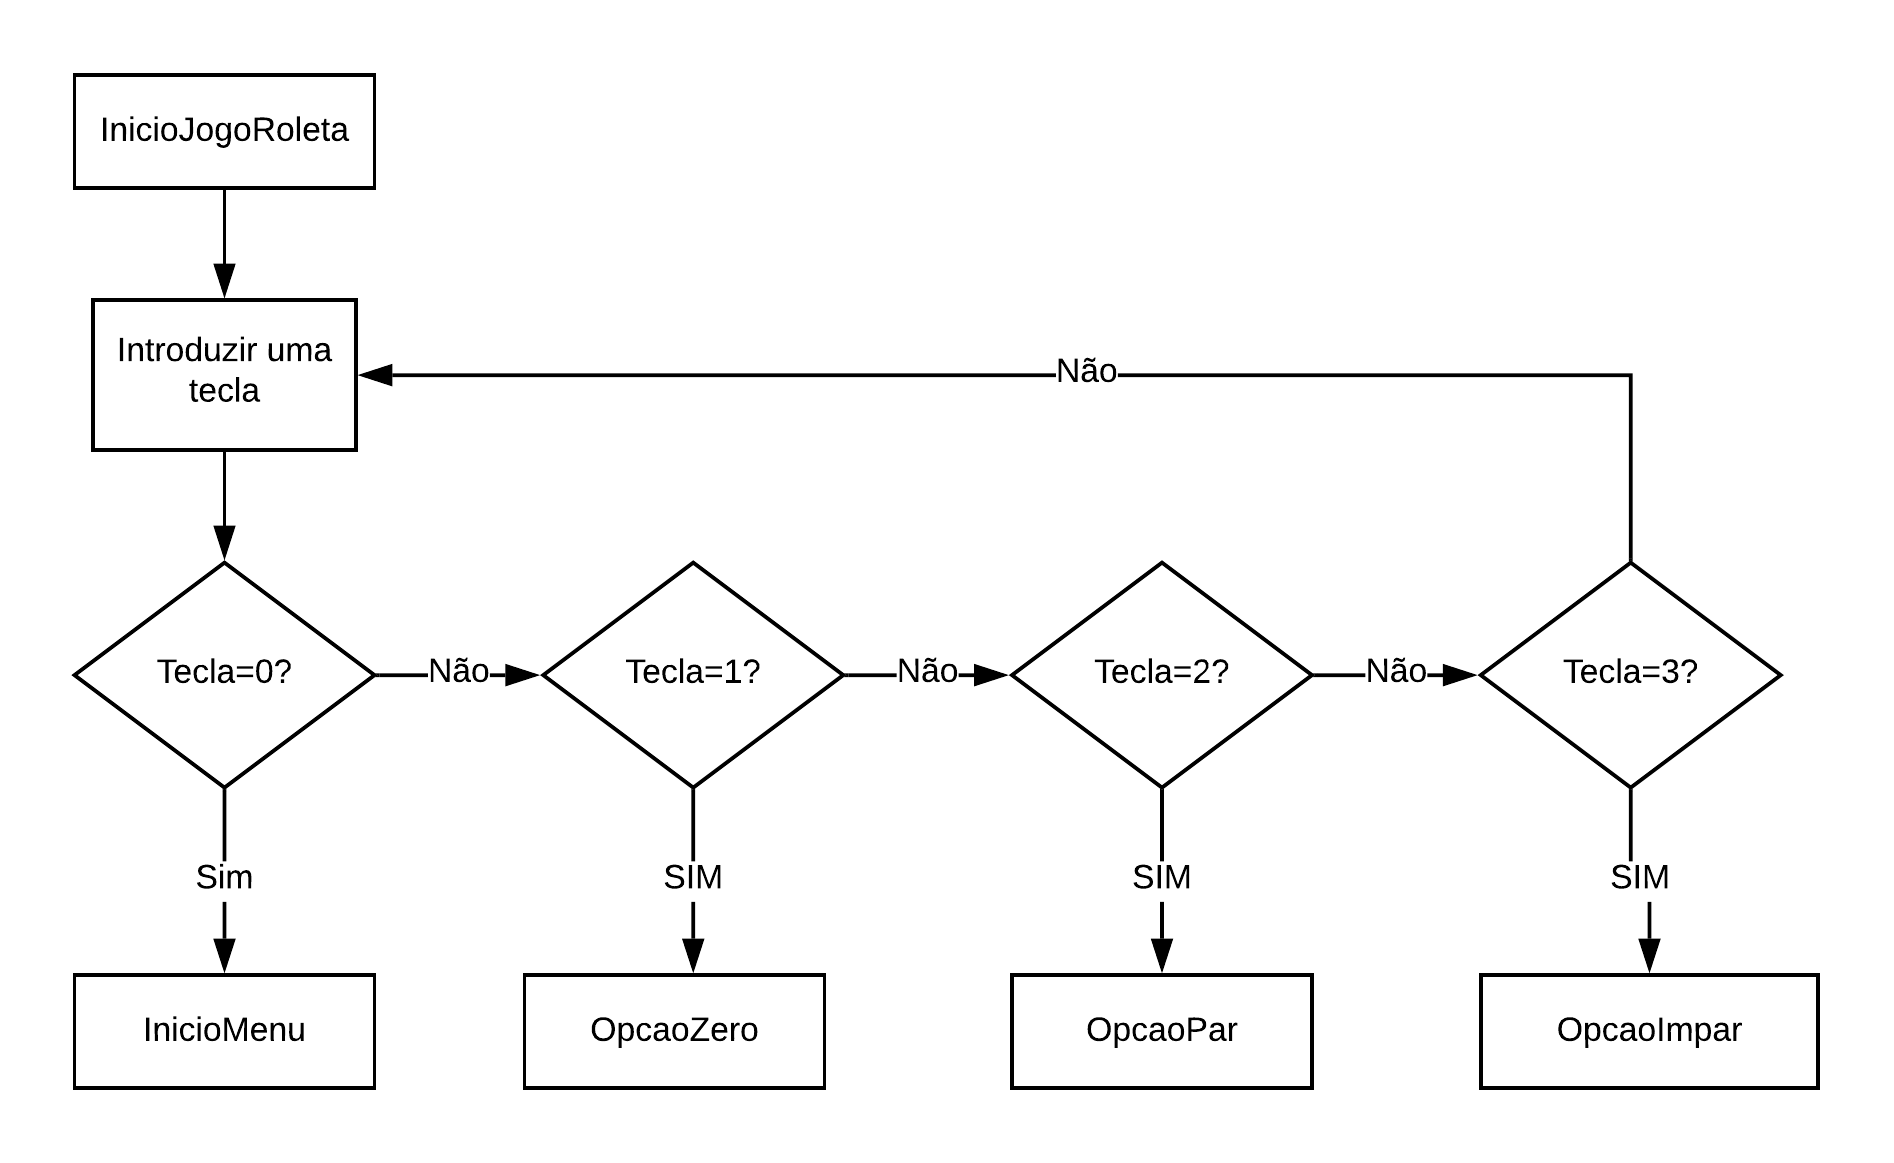 InicioJogoRoleta
Introduzir uma
tecla
Não
Tecla=0?
Não
Tecla=1?
Não
Tecla=2?
Não
Tecla=3?
Sim
SIM
SIM
SIM
InicioMenu
OpcaoZero
OpcaoPar
OpcaoImpar